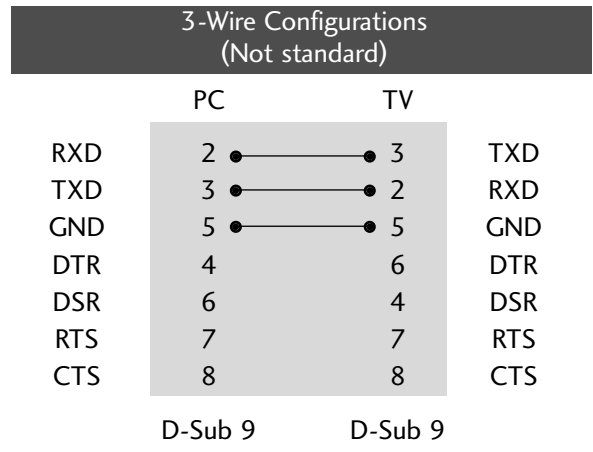 3-Wire Configurations
(Not standard)
PC TV
RXD 2 3 TXD
TXD 3 2 RXD
GND 5 5 GND
DTR 4 6 DTR
DSR 6 4 DSR
RTS 7 7 RTS
CTS 8 8 CTS
D-Sub 9 D-Sub 9